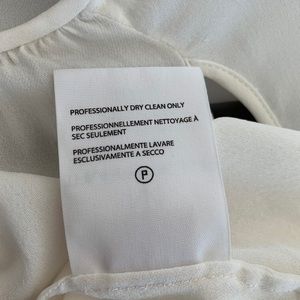 PROFESSIONALLY DRY CLEAN ONLY
PROFESSIONNELLEMENT NETTOYAGE À
SEC SEULEMENT
PROFESSIONALMENTE LAVARE
ESCLUSIVAMENTE A SECCO
P